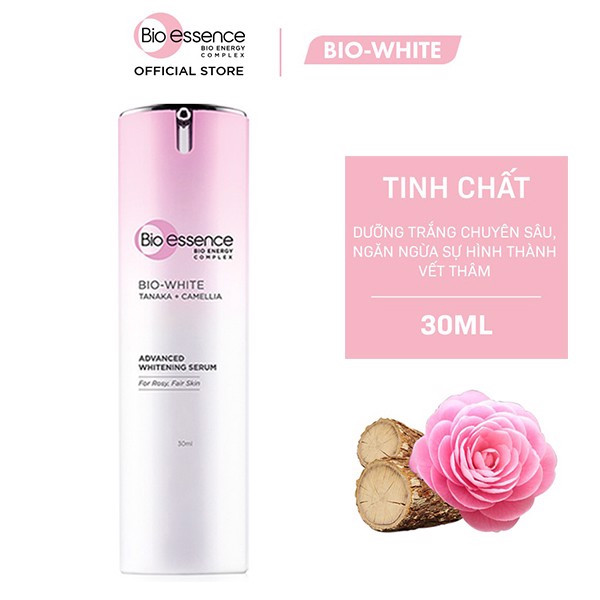 Bio essence
BIO ENERGY
COMPLEX
OFFICIAL STORE
BIO-WHITE
Bio essence
BIO ENERGY
COMPLEX
BIO-WHITE
TANAKA + CAMELLIA
ADVANCED
WHITENING SERUM
For Rosy, Fair Skin
30ml
TINH CHẤT
DƯỠNG TRẮNG CHUYÊN SÂU,
NGĂN NGỪA SỰ HÌNH THÀNH
VẾT THÂM
30ML